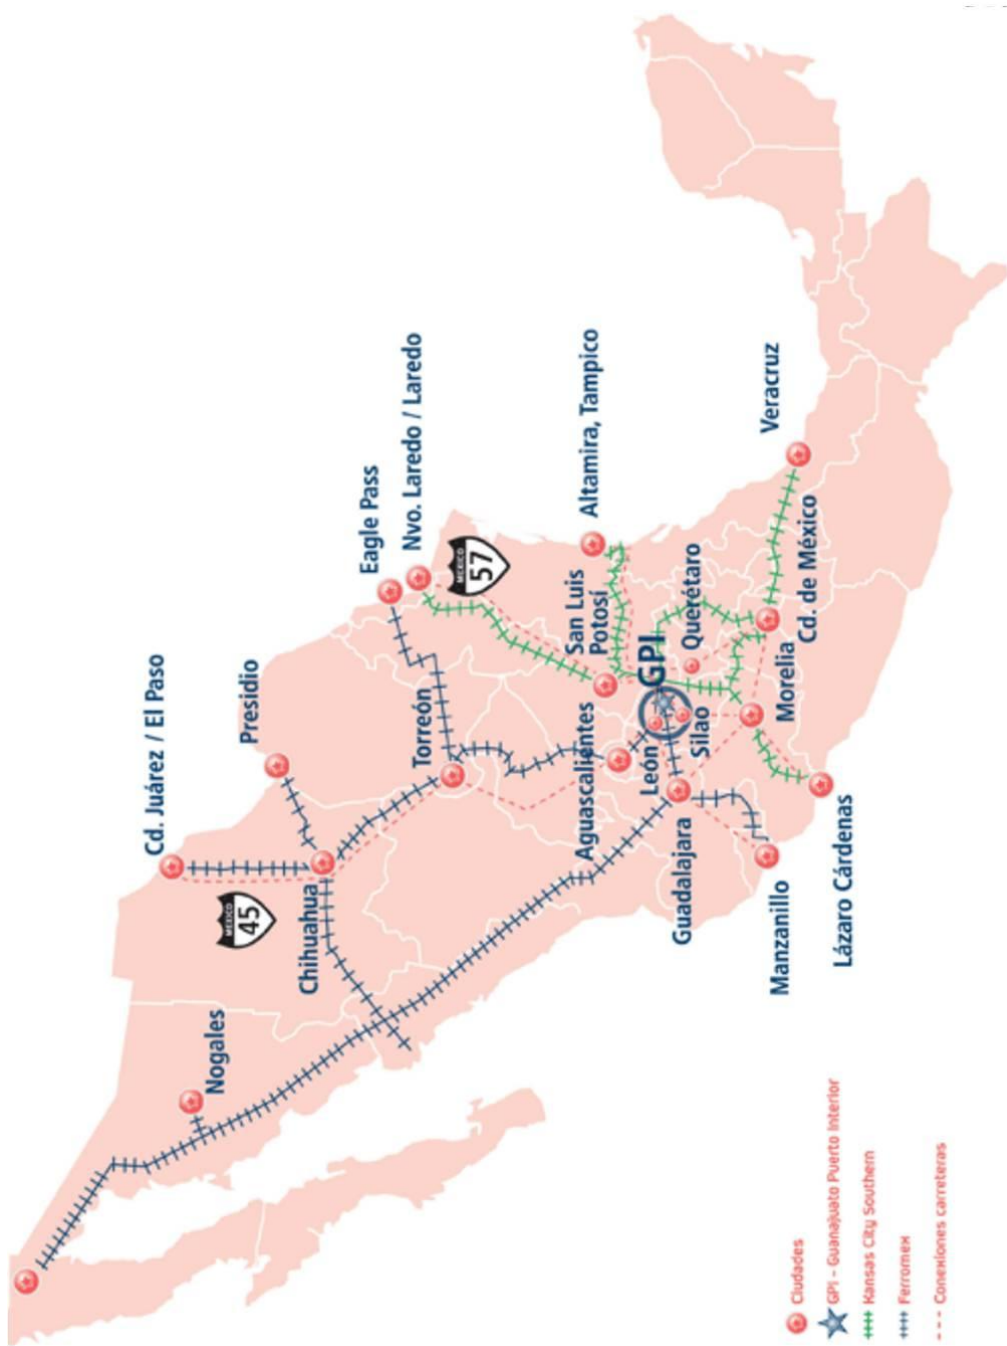 Cd. Juárez / El Paso
Presidio
Eagle Pass
Nvo. Laredo / Laredo
Nogales
MEXICO
45
Chihuahua
Torreón
MEXICO
57
Altamira, Tampico
San Luis
Potosí
Aguascalientes
GPI
León
Silao
Querétaro
Guadalajara
Veracruz
Cd. de México
Morelia
Manzanillo
Lázaro Cárdenas
Ciudades
GPI - Guanajuato Puerto Interior
Kansas City Southern
Ferromex
Conexiones carreteras